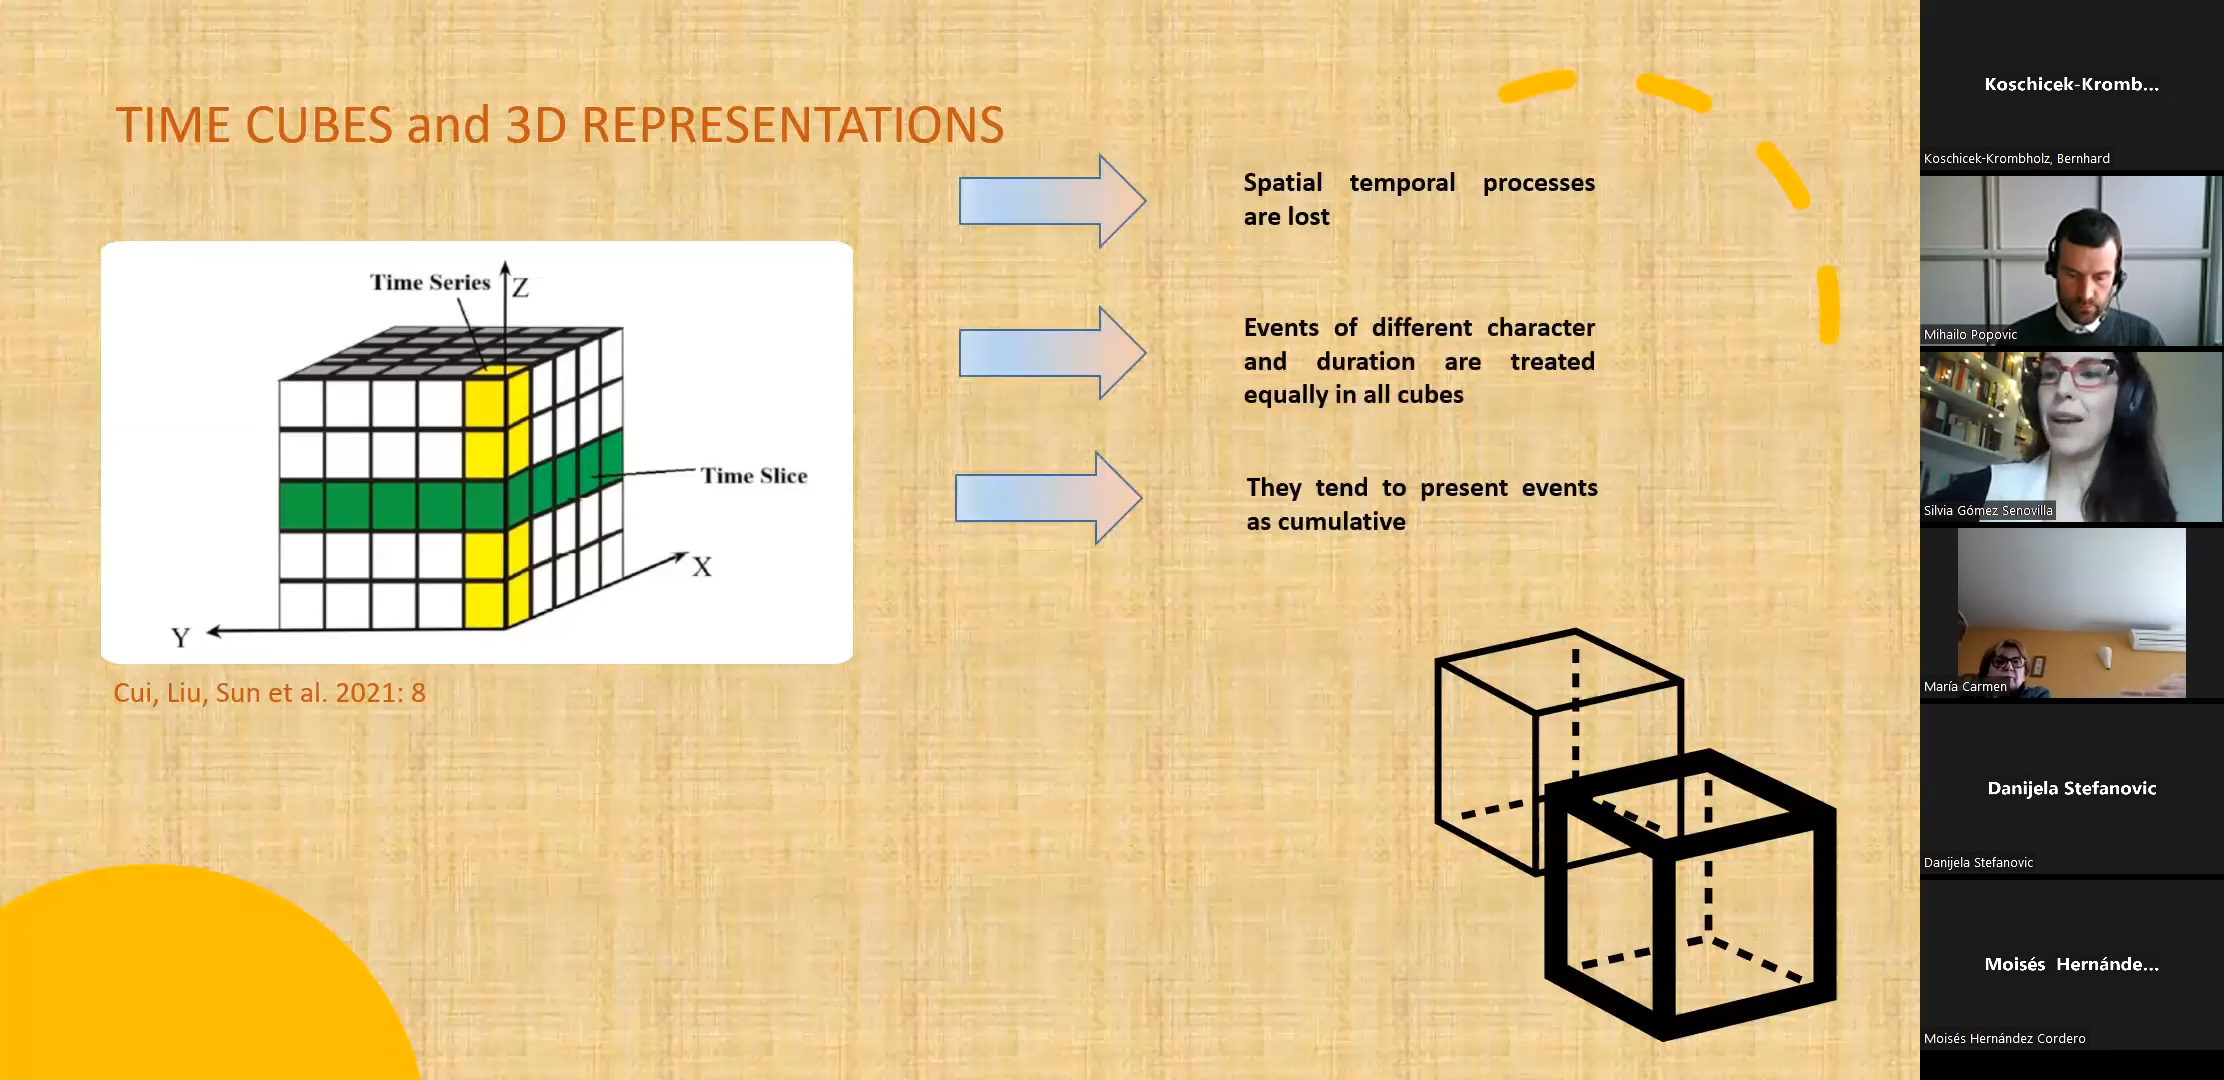 TIME CUBES and 3D REPRESENTATIONS
Time Series
Z
Time Slice
X
Y
Cui, Liu, Sun et al. 2021: 8
Spatial temporal processes
are lost
Events of different character
and duration are treated
equally in all cubes
They tend to present events
as cumulative
Koschicek-Kromb...
Koschicek-Krombholz, Bernhard
Mihailo Popovic
Silvia Gómez Senovilla
María Carmen
Danijela Stefanovic
Danijela Stefanovic
Moisés Hernánde...
Moisés Hernández Cordero